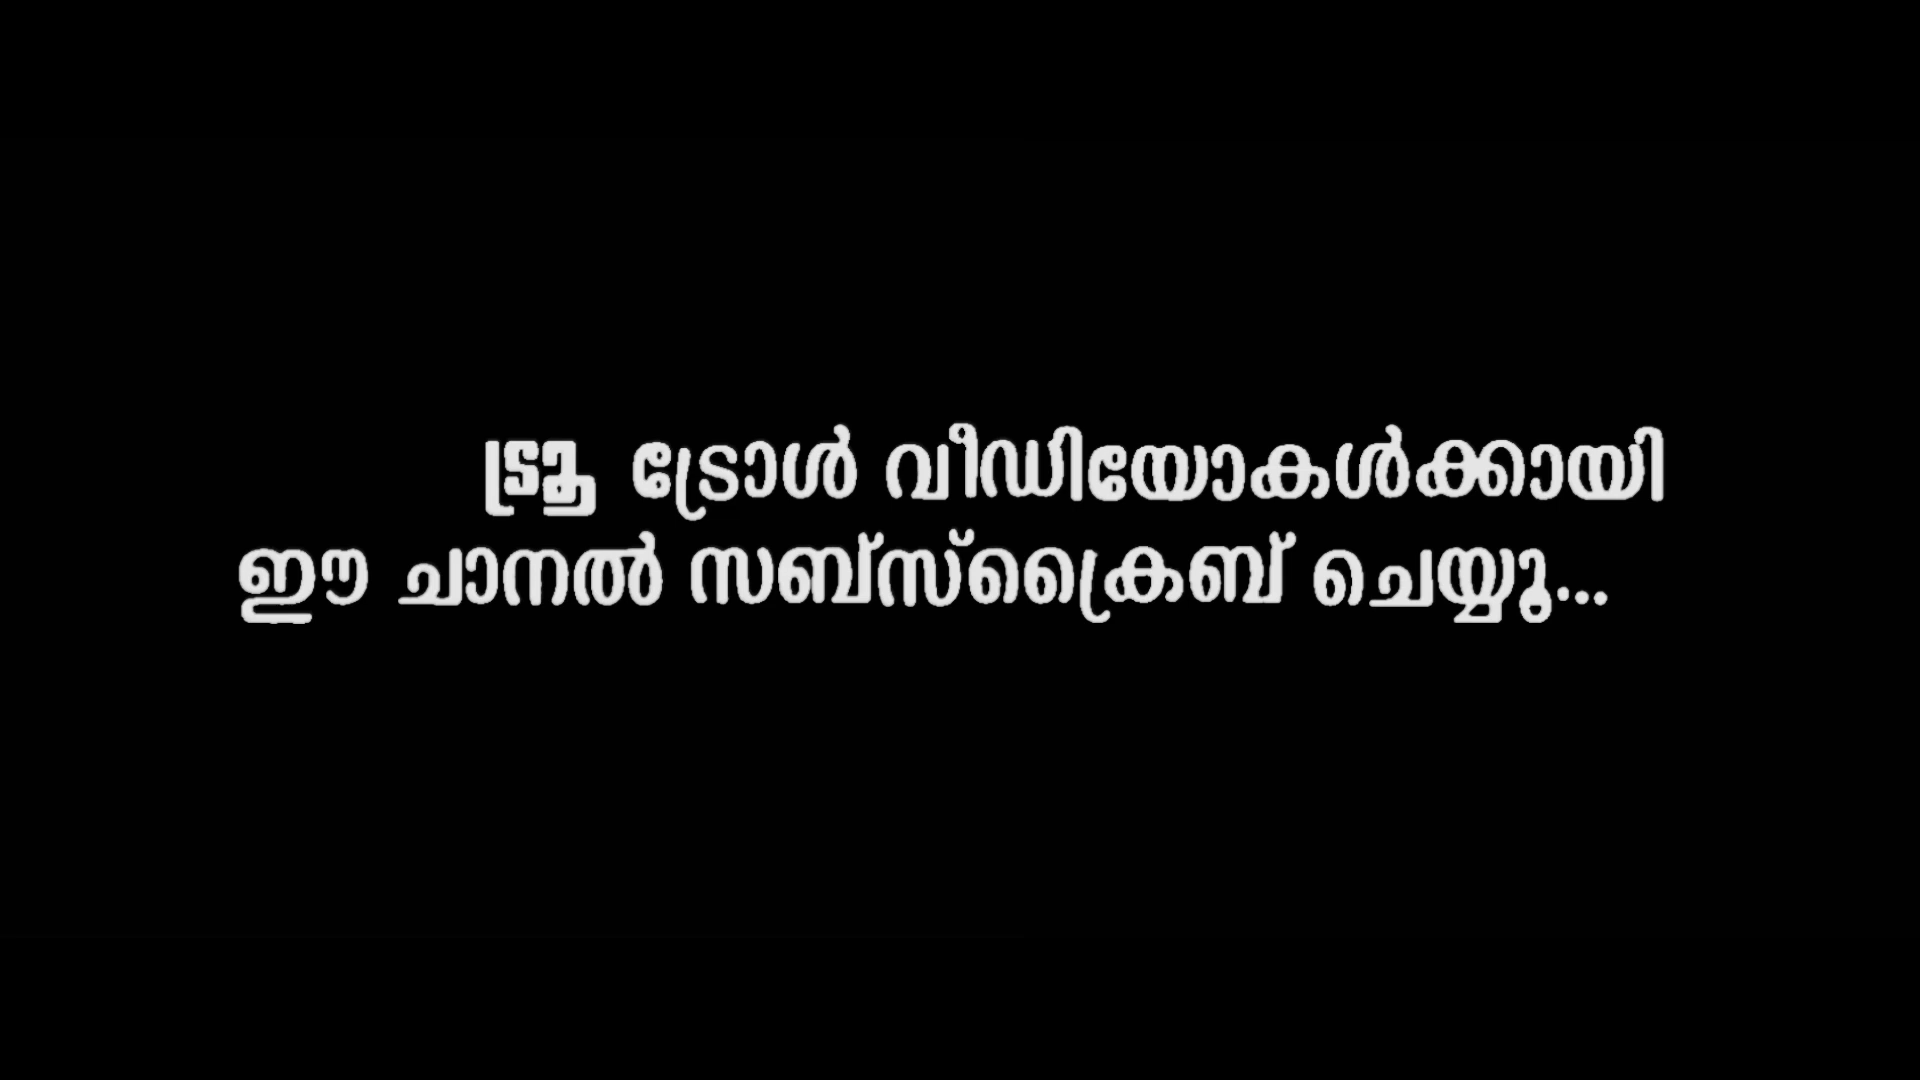 ട്രൂ ട്രോൾ വീഡിയോകൾക്കായി
ഈ ചാനൽ സബ്സ്ക്രൈബ് ചെയ്യൂ...